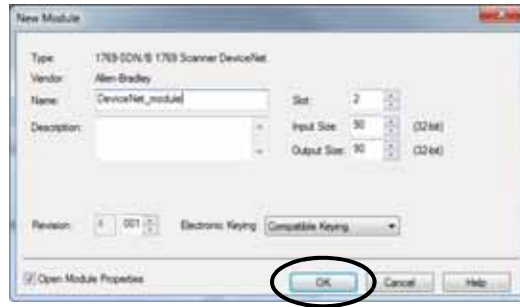 New Module
Type: 1769-SDN/B 1769 Scanner DeviceNet
Vendor: Allen-Bradley
Name: DeviceNet_module Slot: 2
Description: Input Size: 90 (32-bit)
Output Size: 90 (32-bit)
Revision: 001 Electronic Keying: Compatible Keying
Open Module Properties OK Cancel Help